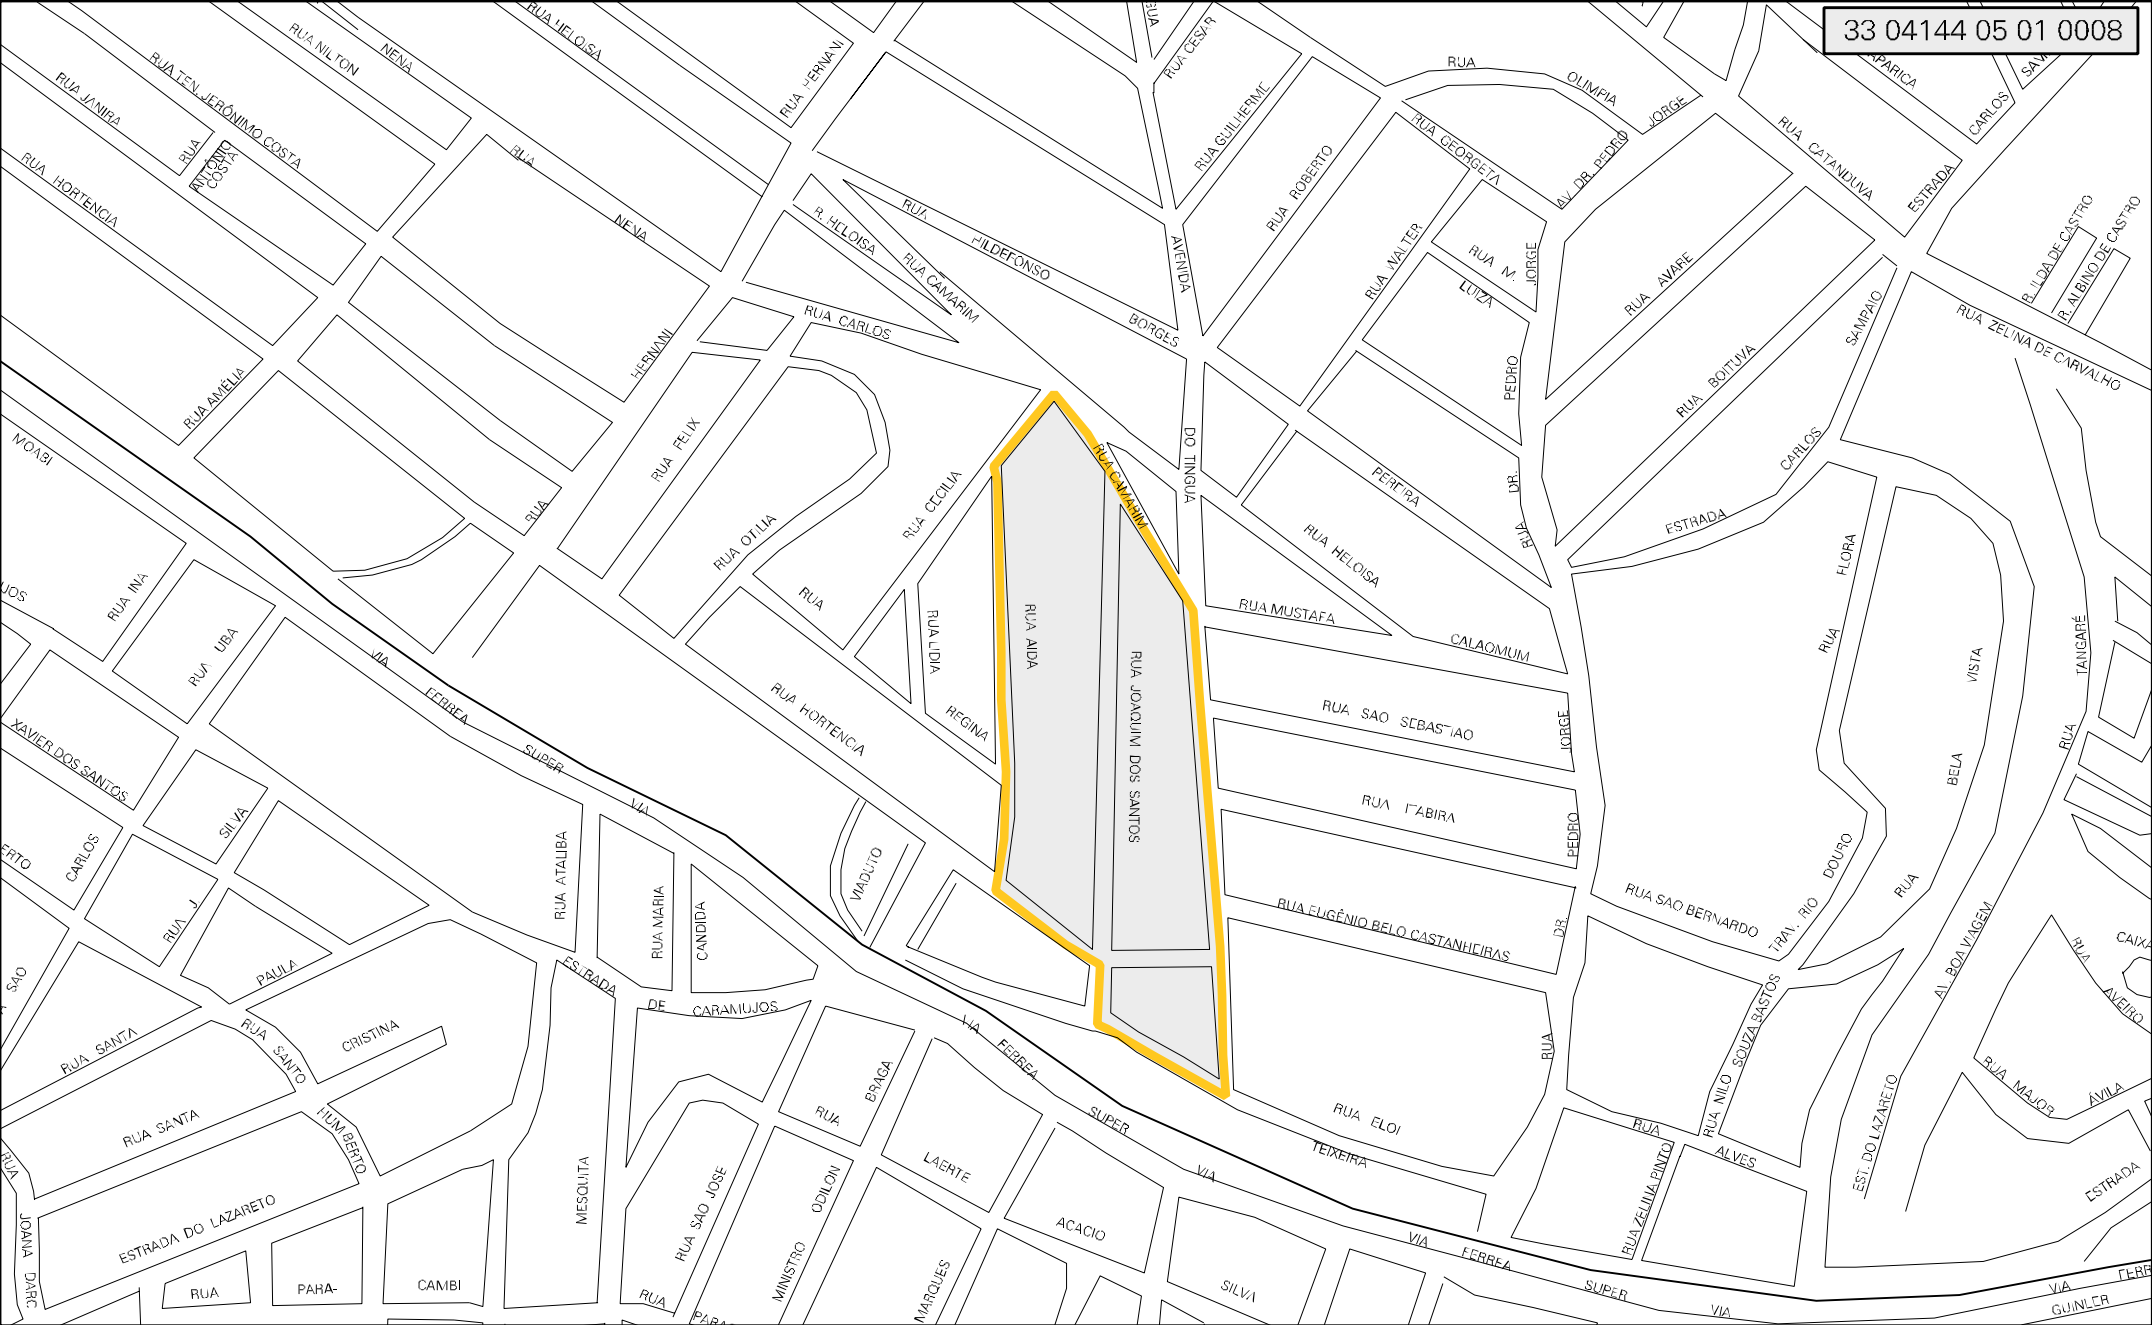 33 04144 05 01 0008
RUA HELOISA
RUA NILTON
NENA
RUA TEN. JERÔNIMO COSTA
RUA JANIRA
RUA
ANTÔNIO
COSTA
RUA HORTENCIA
RUA HERNANI
RUA CESAR
RUA GUILHERME
RUA ROBERTO
RUA
OLIMPIA
JORGE
RUA GEORGETA
AV. DR. PEDRO
RUA CATANDUVA
CARLOS
ESTRADA
R. ILDA DE CASTRO
R. ALBINO DE CASTRO
RUA
NENA
R. HELOISA
RUA
HILDEFONSO
BORGES
RUA CAMARIM
AVENIDA
RUA WALTER
RUA M.
LUIZA
JORGE
RUA AVARE
RUA BOITUVA
SAMPAIO
RUA ZELINA DE CARVALHO
RUA CARLOS
HERNANI
RUA AMÉLIA
RUA FELIX
RUA
MOABI
PEDRO
DR.
RUA
CARLOS
ESTRADA
DO TINGUA
PEREIRA
RUA CAMARIM
RUA CECILIA
RUA OTILIA
RUA
RUA LIDIA
REGINA
RUA AIDA
RUA JOAQUIM DOS SANTOS
RUA HELOISA
RUA MUSTAFA
CALAOMUM
RUA SAO SEBASTIAO
JORGE
RUA ITABIRA
PEDRO
RUA EUGÊNIO BELO CASTANHEIRAS
DR.
RUA
RUA FLORA
VISTA
BELA
RUA
TANGARÉ
RUA
RUA SAO BERNARDO
TRAV. RIO DOURO
AV. BOA VIAGEM
RUA INA
RUA UBA
XAVIER DOS SANTOS
VIA
FERREA
SUPER
VIA
RUA HORTENCIA
CARLOS
SILVA
RUA J
RUA ATALIBA
RUA MARIA
CANDIDA
VIADUTO
ESTRADA
DE CARAMUJOS
PAULA
SAO
RUA SANTA
RUA SANTO
CRISTINA
RUA SANTA
HUMBERTO
RUA
JOANA DARC
ESTRADA DO LAZARETO
RUA
PARA-
CAMBI
MESQUITA
RUA SAO JOSE
RUA
MINISTRO
ODILON
RUA
BRAGA
LAERTE
MARQUES
ACACIO
SILVA
VIA
FERREA
SUPER
VIA
TEIXEIRA
RUA ELOI
VIA
FERREA
SUPER
VIA
VIA
GUINLER
RUA
ALVES
RUA ZELINA PINTO
RUA NILO SOUZA BASTOS
EST. DO LAZARETO
RUA
AVEIRO
RUA MAJOR
ÁVILA
ESTRADA